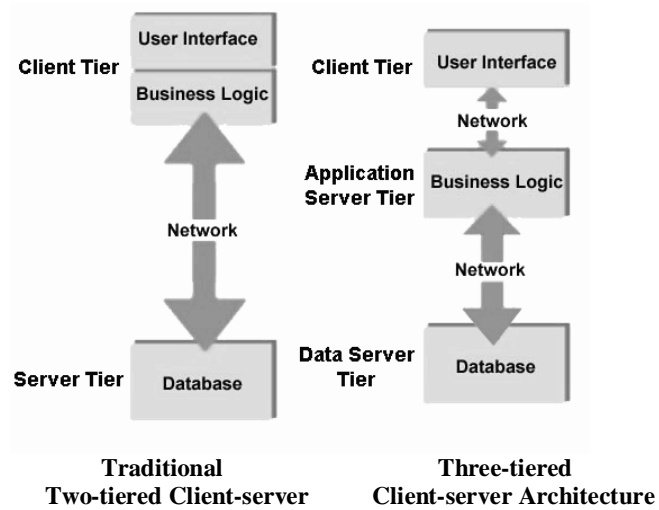 User Interface
Client Tier
Business Logic
Network
Server Tier
Database
Traditional
Two-tiered Client-server
Client Tier
User Interface
Network
Application
Server Tier
Business Logic
Network
Data Server
Tier
Database
Three-tiered
Client-server Architecture